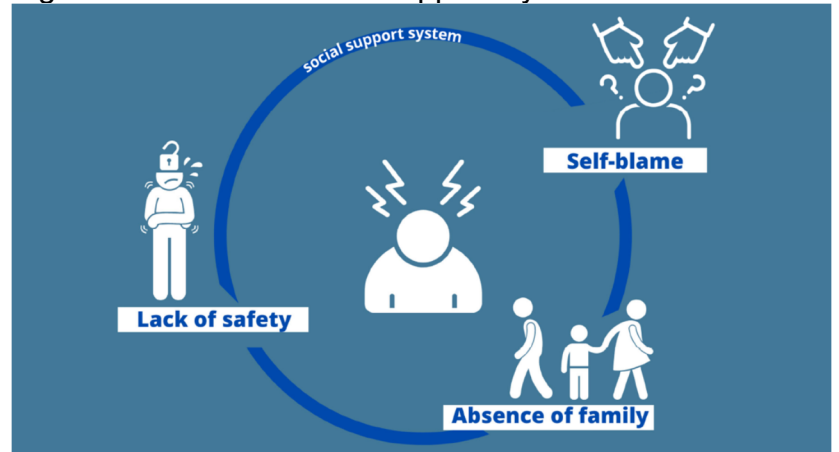 social support system
Self-blame
Lack of safety
Absence of family